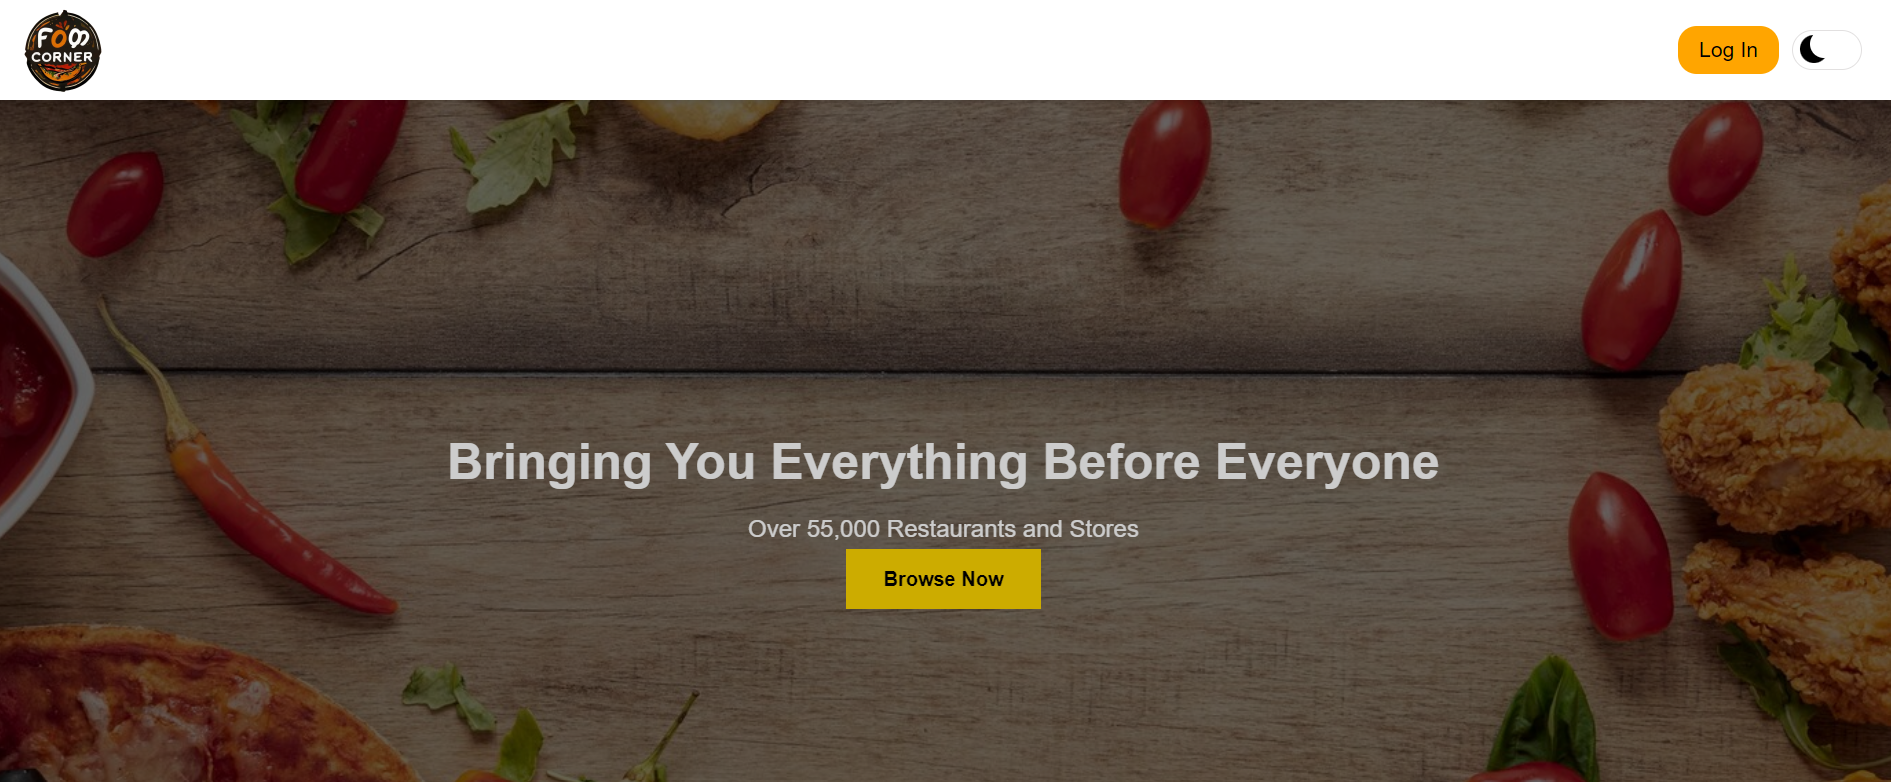 FOOD
CORNER
Log In
Bringing You Everything Before Everyone
Over 55,000 Restaurants and Stores
Browse Now